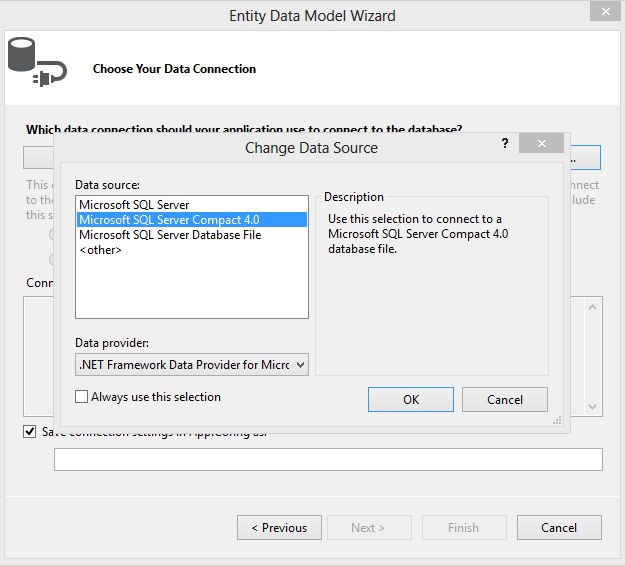 Entity Data Model Wizard
Choose Your Data Connection
Which data connection should your application use to connect to the database?
Change Data Source
?
...
This
nnect
to the
lude
this s
Data source:
Microsoft SQL Server
Microsoft SQL Server Compact 4.0
Microsoft SQL Server Database File
<other>
Description
Use this selection to connect to a
Microsoft SQL Server Compact 4.0
database file.
Conn
Data provider:
.NET Framework Data Provider for Micro
Always use this selection
OK
Cancel
Save connection settings in App.Config as:
< Previous
Next >
Finish
Cancel